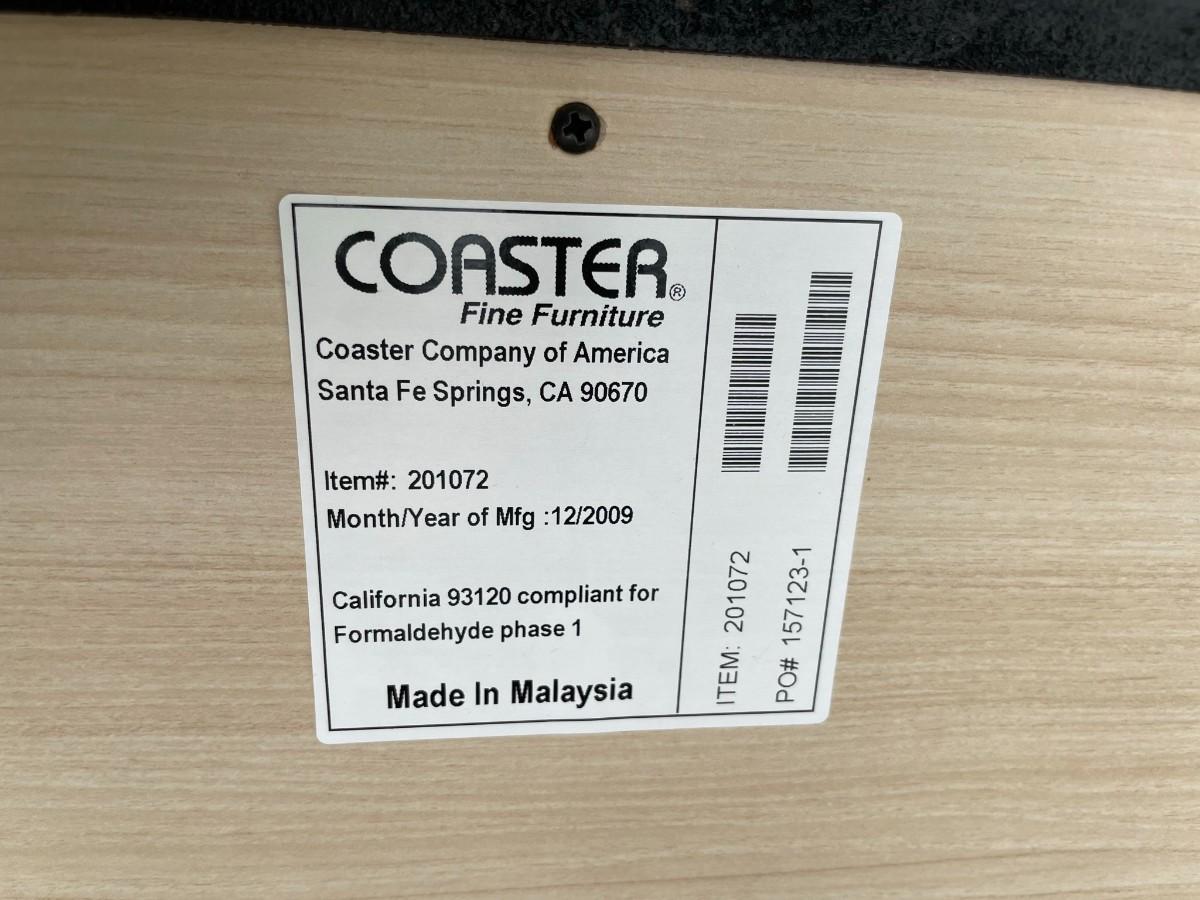 COASTER®
Fine Furniture
Coaster Company of America
Santa Fe Springs, CA 90670
Item#: 201072
Month/Year of Mfg :12/2009
California 93120 compliant for
Formaldehyde phase 1
Made In Malaysia
ITEM: 201072
PO# 157123-1